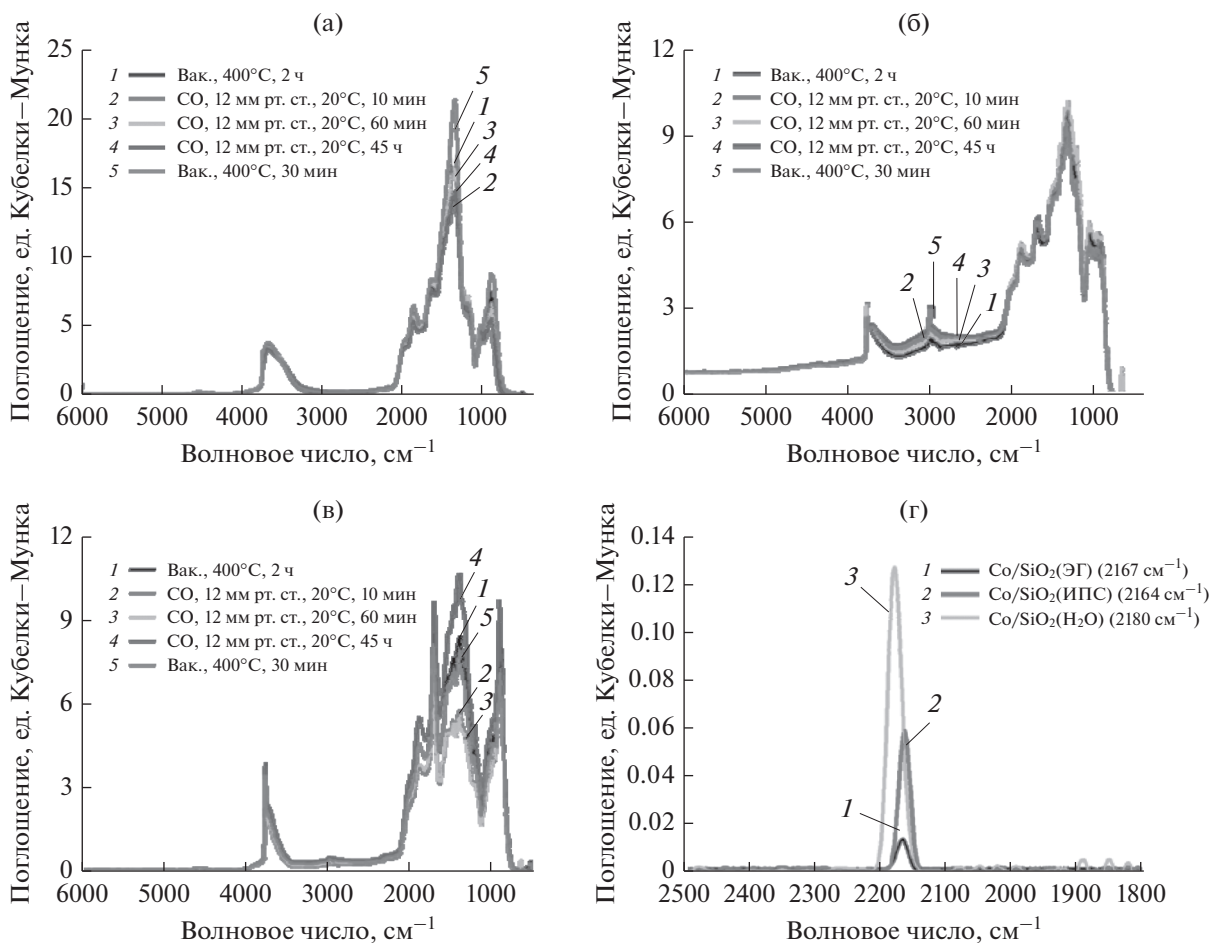 (а)
Поглощение, ед. Кубелки–Мунка
25
20
15
10
5
0
1 Вак., 400°C, 2 ч
2 CO, 12 мм рт. ст., 20°C, 10 мин
3 CO, 12 мм рт. ст., 20°C, 60 мин
4 CO, 12 мм рт. ст., 20°C, 45 ч
5 Вак., 400°C, 30 мин
5
1
3
4
2
6000 5000 4000 3000 2000 1000
Волновое число, см⁻¹
(б)
Поглощение, ед. Кубелки–Мунка
12
9
6
3
0
1 Вак., 400°C, 2 ч
2 CO, 12 мм рт. ст., 20°C, 10 мин
3 CO, 12 мм рт. ст., 20°C, 60 мин
4 CO, 12 мм рт. ст., 20°C, 45 ч
5 Вак., 400°C, 30 мин
2 5 4 3 1
6000 5000 4000 3000 2000 1000
Волновое число, см⁻¹
(в)
Поглощение, ед. Кубелки–Мунка
12
9
6
3
0
1 Вак., 400°C, 2 ч
2 CO, 12 мм рт. ст., 20°C, 10 мин
3 CO, 12 мм рт. ст., 20°C, 60 мин
4 CO, 12 мм рт. ст., 20°C, 45 ч
5 Вак., 400°C, 30 мин
4
1
5
2
3
6000 5000 4000 3000 2000 1000
Волновое число, см⁻¹
(г)
Поглощение, ед. Кубелки–Мунка
0.14
0.12
0.10
0.08
0.06
0.04
0.02
0
1 Co/SiO₂(ЭГ) (2167 см⁻¹)
2 Co/SiO₂(ИПС) (2164 см⁻¹)
3 Co/SiO₂(H₂O) (2180 см⁻¹)
3
2
1
2500 2400 2300 2200 2100 2000 1900 1800
Волновое число, см⁻¹